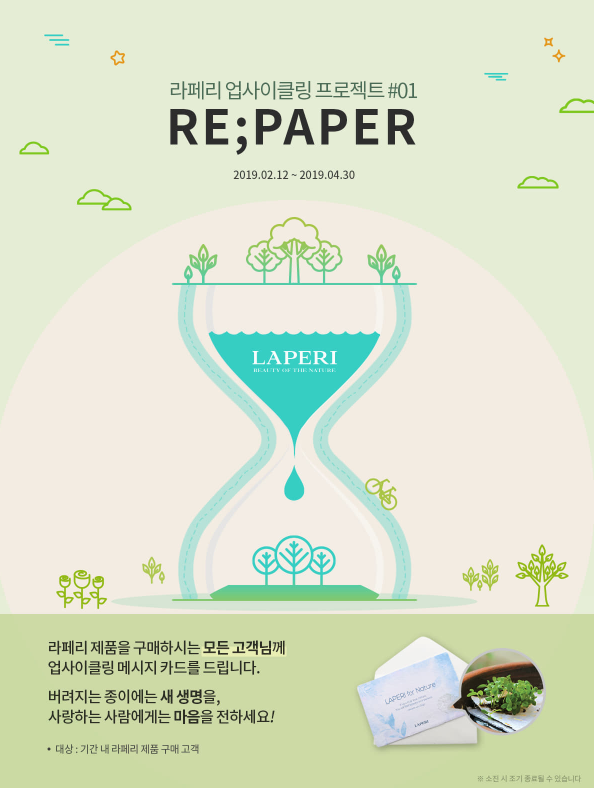 라페리 업사이클링 프로젝트 #01
RE;PAPER
2019.02.12 ~ 2019.04.30
LAPERI
BEAUTY OF THE NATURE
라페리 제품을 구매하시는 모든 고객님께
업사이클링 메시지 카드를 드립니다.
버려지는 종이에는 새 생명을,
사랑하는 사람에게는 마음을 전하세요!
• 대상 : 기간 내 라페리 제품 구매 고객
LAPERI for Nature
LAPERI
※ 소진 시 조기 종료될 수 있습니다